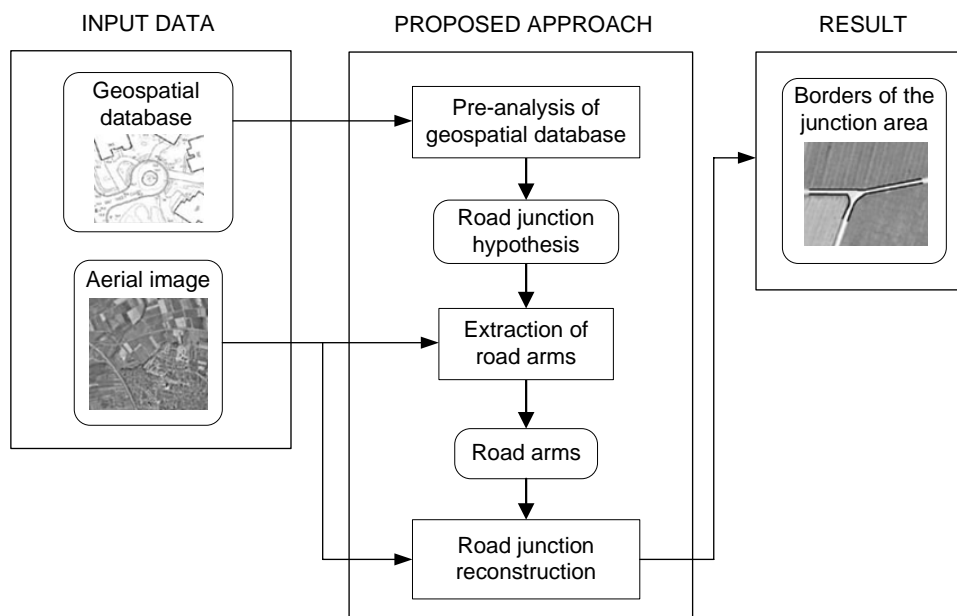 INPUT DATA
Geospatial
database
Aerial image
PROPOSED APPROACH
Pre-analysis of
geospatial database
Road junction
hypothesis
Extraction of
road arms
Road arms
Road junction
reconstruction
RESULT
Borders of the
junction area